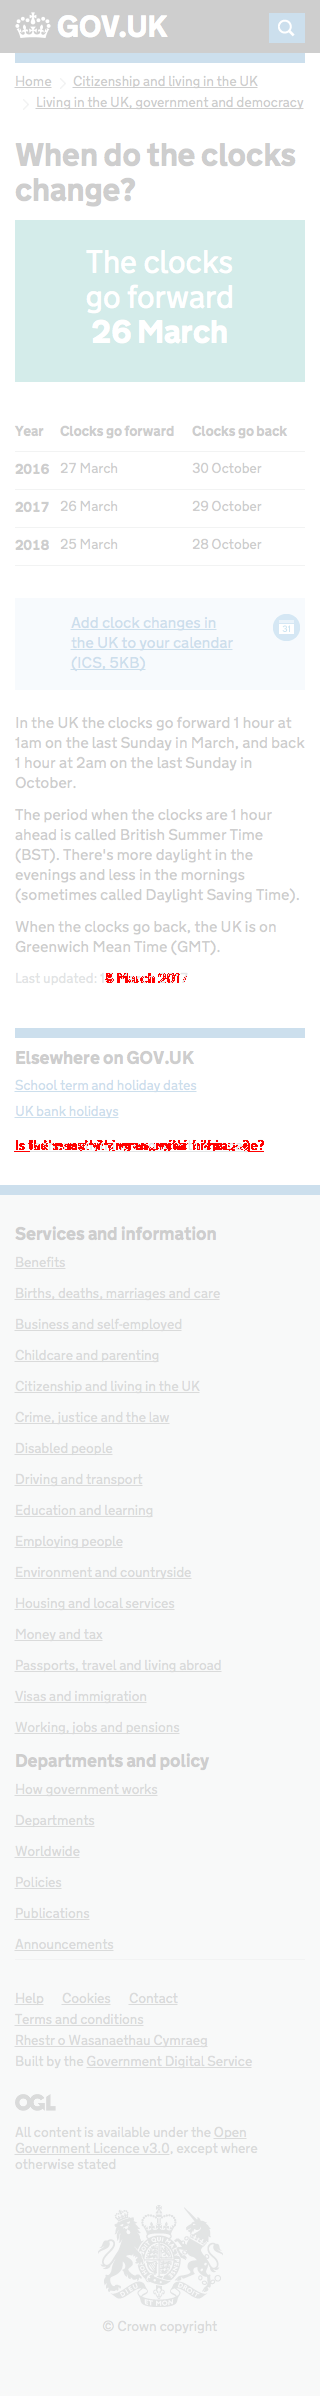 GOV.UK
Home
Citizenship and living in the UK
Living in the UK, government and democracy
When do the clocks
change?
The clocks
go forward
26 March
Year Clocks go forward Clocks go back
2016 27 March 30 October
2017 26 March 29 October
2018 25 March 28 October
Add clock changes in
the UK to your calendar
(ICS, 5KB)
31
In the UK the clocks go forward 1 hour at
1am on the last Sunday in March, and back
1 hour at 2am on the last Sunday in
October.
The period when the clocks are 1 hour
ahead is called British Summer Time
(BST). There's more daylight in the
evenings and less in the mornings
(sometimes called Daylight Saving Time).
When the clocks go back, the UK is on
Greenwich Mean Time (GMT).
Last updated: March 2017
Elsewhere on GOV.UK
School term and holiday dates
UK bank holidays
Services and information
Benefits
Births, deaths, marriages and care
Business and self-employed
Childcare and parenting
Citizenship and living in the UK
Crime, justice and the law
Disabled people
Driving and transport
Education and learning
Employing people
Environment and countryside
Housing and local services
Money and tax
Passports, travel and living abroad
Visas and immigration
Working, jobs and pensions
Departments and policy
How government works
Departments
Worldwide
Policies
Publications
Announcements
Help Cookies Contact
Terms and conditions
Rhestr o Wasanaethau Cymraeg
Built by the Government Digital Service
OGL
All content is available under the Open
Government Licence v3.0, except where
otherwise stated
© Crown copyright